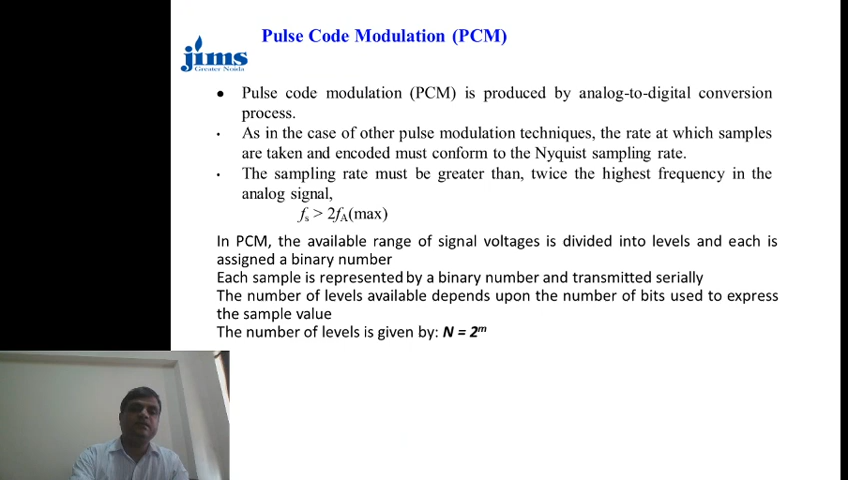 Pulse Code Modulation (PCM)
jims
Greater Noida
• Pulse code modulation (PCM) is produced by analog-to-digital conversion
process.
• As in the case of other pulse modulation techniques, the rate at which samples
are taken and encoded must conform to the Nyquist sampling rate.
• The sampling rate must be greater than, twice the highest frequency in the
analog signal,
fs > 2fA(max)
In PCM, the available range of signal voltages is divided into levels and each is
assigned a binary number
Each sample is represented by a binary number and transmitted serially
The number of levels available depends upon the number of bits used to express
the sample value
The number of levels is given by: N = 2ᵐ